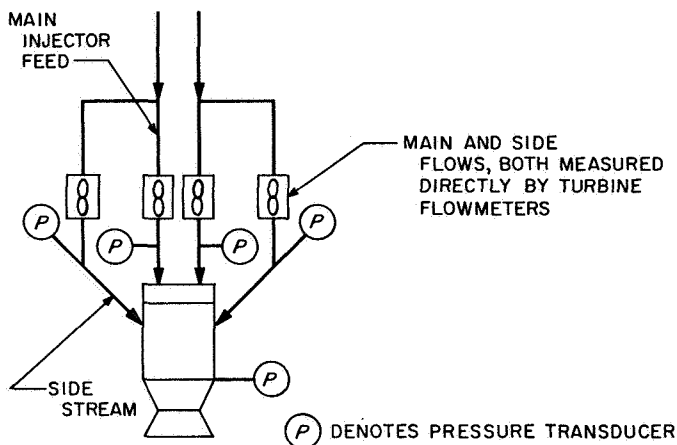 MAIN
INJECTOR
FEED
MAIN AND SIDE
FLOWS, BOTH MEASURED
DIRECTLY BY TURBINE
FLOWMETERS
P
P
P
P
P
SIDE
STREAM
P DENOTES PRESSURE TRANSDUCER